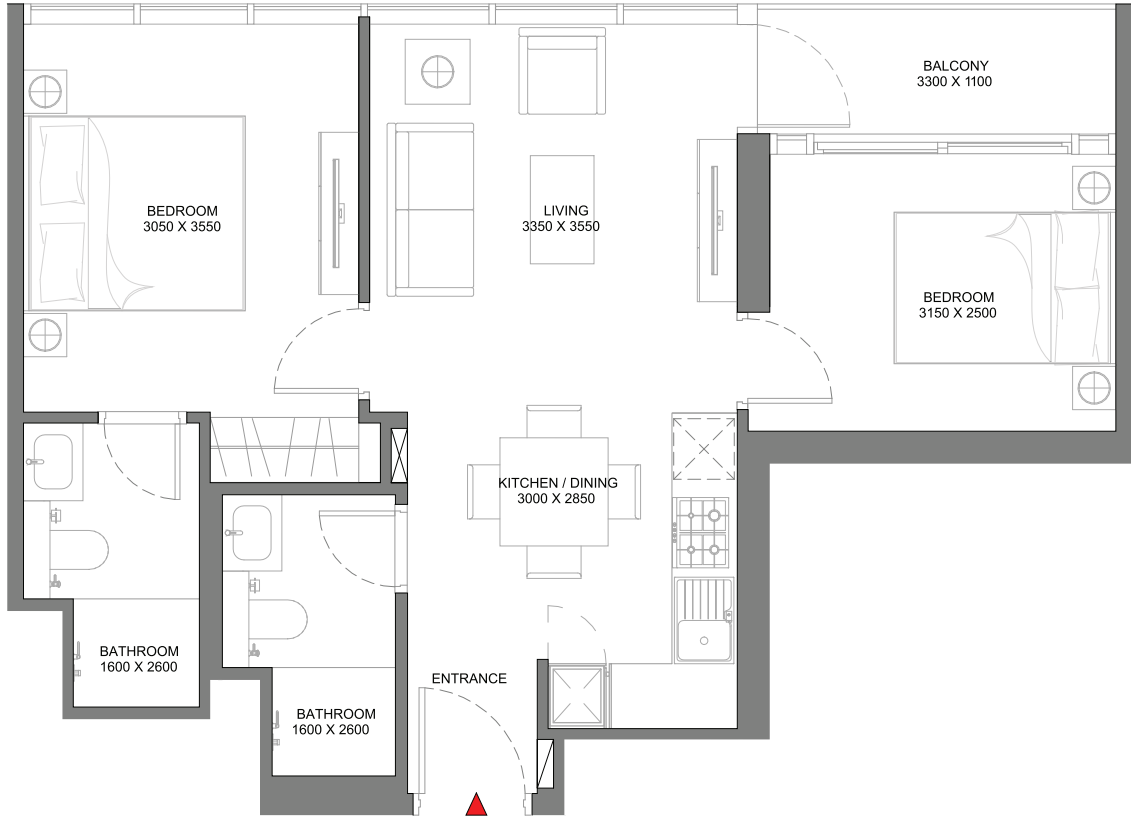 BALCONY
3300 X 1100
BEDROOM
3050 X 3550
LIVING
3350 X 3550
BEDROOM
3150 X 2500
KITCHEN / DINING
3000 X 2850
BATHROOM
1600 X 2600
ENTRANCE
BATHROOM
1600 X 2600